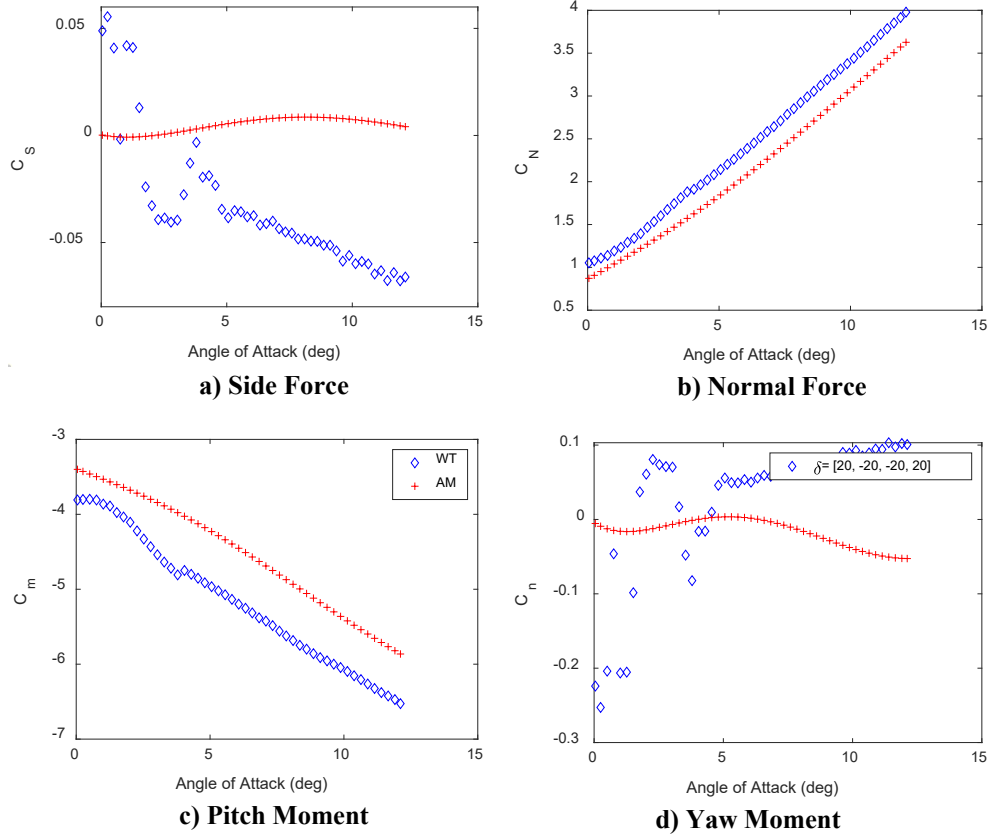 0.05
0
-0.05
C_S
0
5
10
15
Angle of Attack (deg)
a) Side Force
4
3.5
3
2.5
2
1.5
1
0.5
C_N
0
5
10
15
Angle of Attack (deg)
b) Normal Force
-3
-4
-5
-6
-7
C_m
WT
AM
0
5
10
15
Angle of Attack (deg)
c) Pitch Moment
0.1
0
-0.1
-0.2
-0.3
C_n
δ= [20, -20, -20, 20]
0
5
10
15
Angle of Attack (deg)
d) Yaw Moment